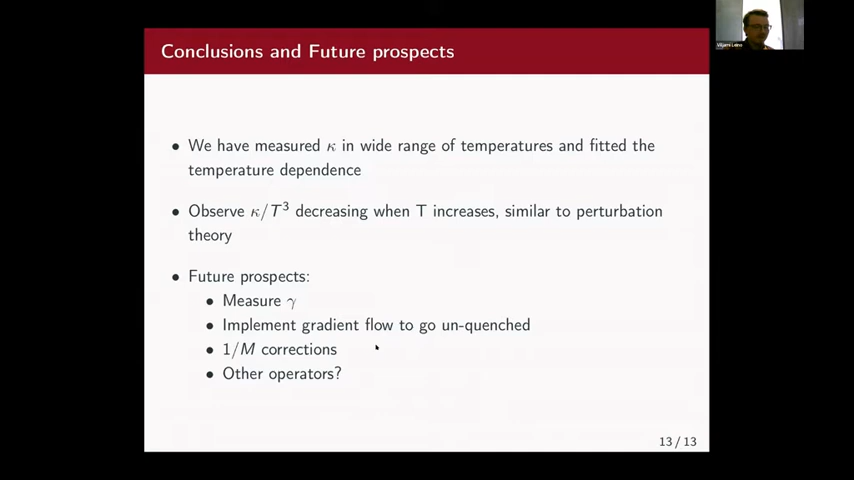 Conclusions and Future prospects
• We have measured κ in wide range of temperatures and fitted the
temperature dependence
• Observe κ/T³ decreasing when T increases, similar to perturbation
theory
• Future prospects:
• Measure γ
• Implement gradient flow to go un-quenched
• 1/M corrections
• Other operators?
13 / 13
Viljami Leino